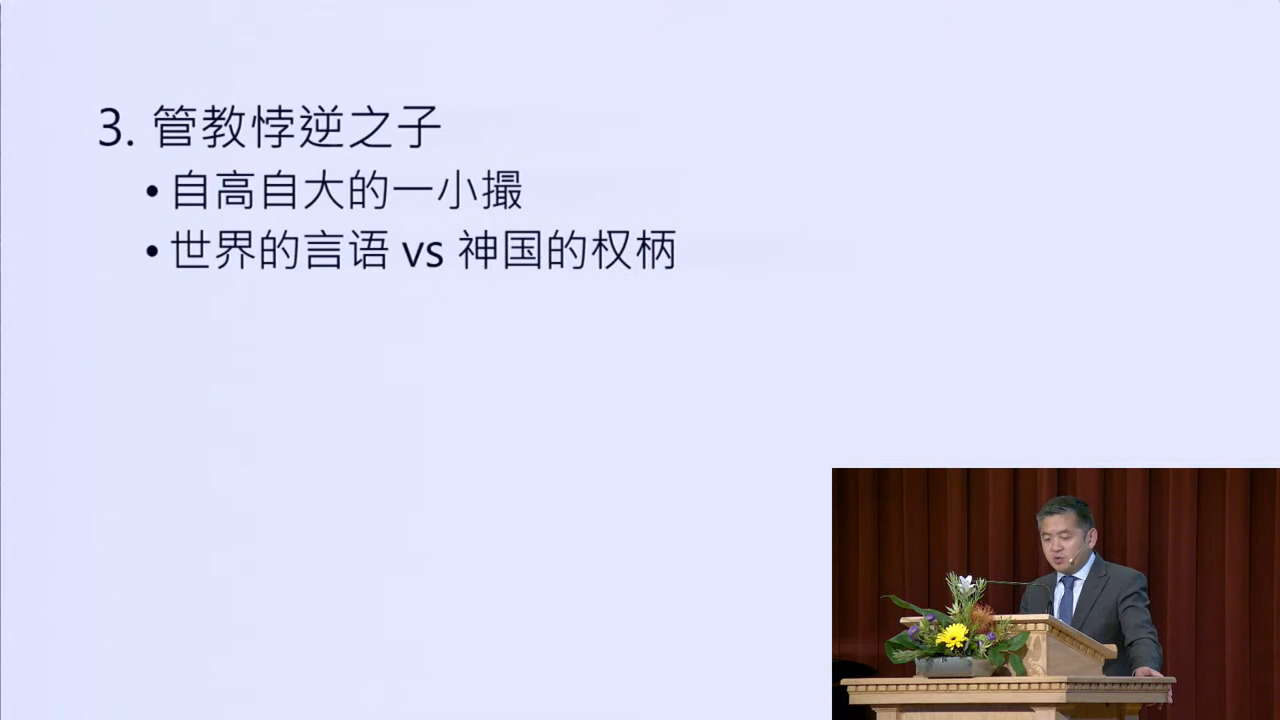 3. 管教悖逆之子
• 自高自大的一小撮
• 世界的言语 vs 神国的权柄